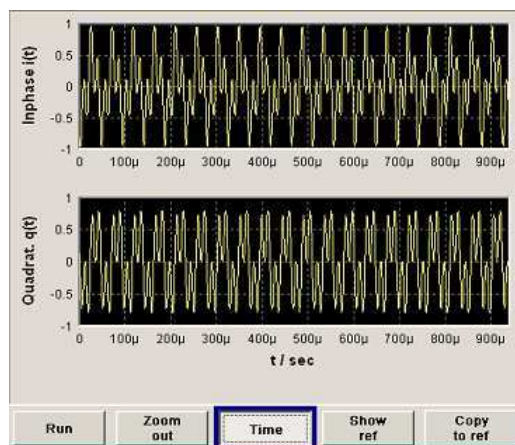 Inphase i(t)
1
0.5
0
-0.5
-1
0 100µ 200µ 300µ 400µ 500µ 600µ 700µ 800µ 900µ
Quadrat. q(t)
1
0.5
0
-0.5
-1
0 100µ 200µ 300µ 400µ 500µ 600µ 700µ 800µ 900µ
t / sec
Run
Zoom
out
Time
Show
ref
Copy
to ref